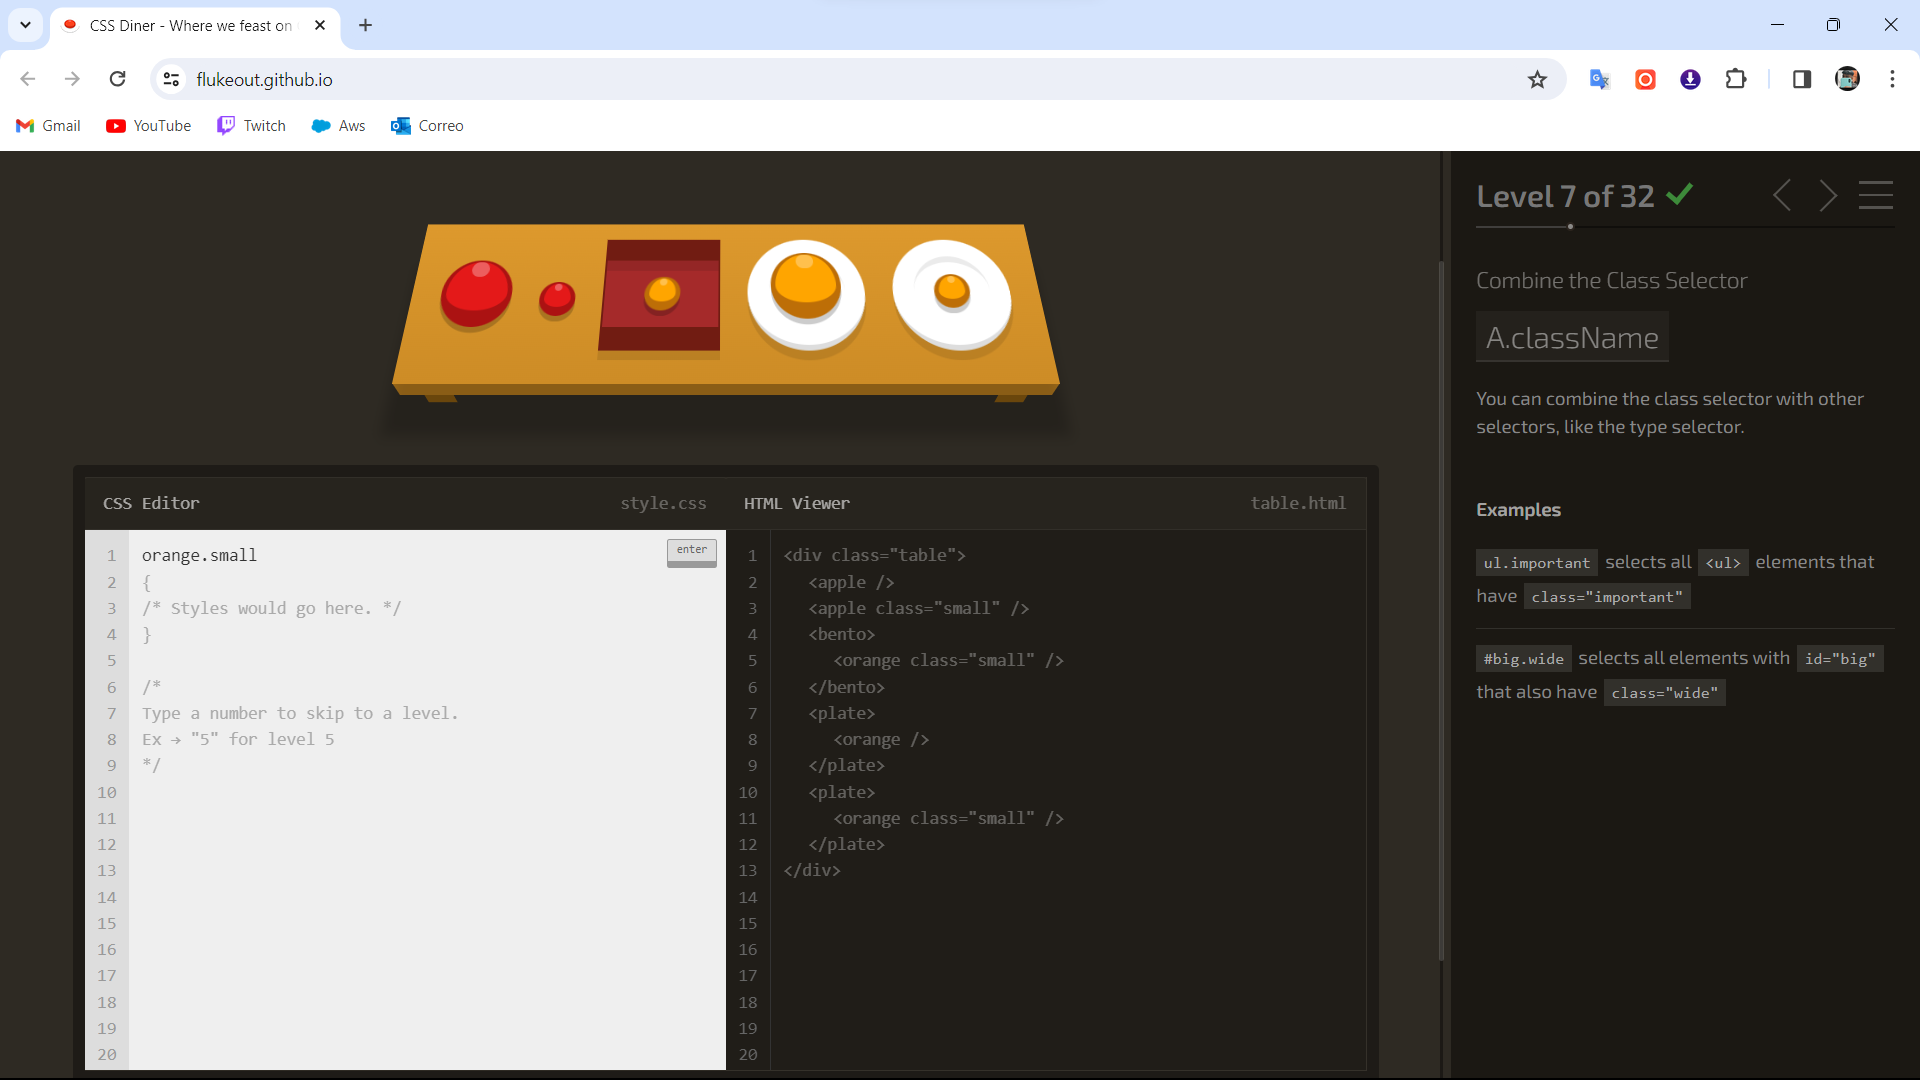 CSS Diner - Where we feast on
flukeout.github.io
Gmail
YouTube
Twitch
Aws
Correo
Level 7 of 32
Combine the Class Selector
A.className
You can combine the class selector with other
selectors, like the type selector.
Examples
ul.important selects all <ul> elements that
have class="important"
#big.wide selects all elements with id="big"
that also have class="wide"
CSS Editor
style.css
1 orange.small
enter
2 {
3 /* Styles would go here. */
4 }
5
6 /*
7 Type a number to skip to a level.
8 Ex → "5" for level 5
9 */
10
11
12
13
14
15
16
17
18
19
20
HTML Viewer
table.html
1 <div class="table">
2 <apple />
3 <apple class="small" />
4 <bento>
5 <orange class="small" />
6 </bento>
7 <plate>
8 <orange />
9 </plate>
10 <plate>
11 <orange class="small" />
12 </plate>
13 </div>
14
15
16
17
18
19
20